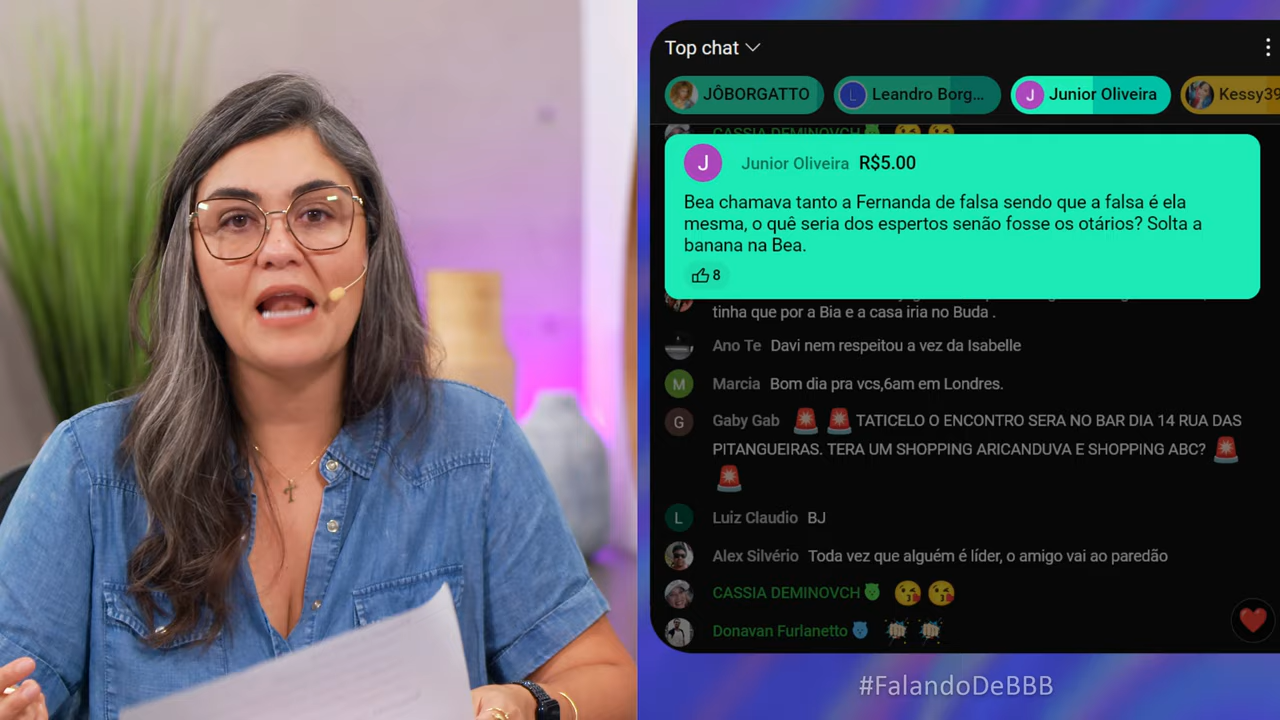 Top chat
JÔBORGATTO
L
Leandro Borg...
J
Junior Oliveira
Kessy39
CASSIA DEMINOVCH
J
Junior Oliveira R$5.00
Bea chamava tanto a Fernanda de falsa sendo que a falsa é ela
mesma, o quê seria dos espertos senão fosse os otários? Solta a
banana na Bea.
8
tinha que por a Bia e a casa iria no Buda .
Ano Te Davi nem respeitou a vez da Isabelle
M
Marcia Bom dia pra vcs,6am em Londres.
G
Gaby Gab 🚨 🚨 TATICELO O ENCONTRO SERA NO BAR DIA 14 RUA DAS
PITANGUEIRAS. TERA UM SHOPPING ARICANDUVA E SHOPPING ABC? 🚨
🚨
L
Luiz Claudio BJ
Alex Silvério Toda vez que alguém é líder, o amigo vai ao paredão
CASSIA DEMINOVCH 😘 😘
Donavan Furlanetto
#FalandoDeBBB